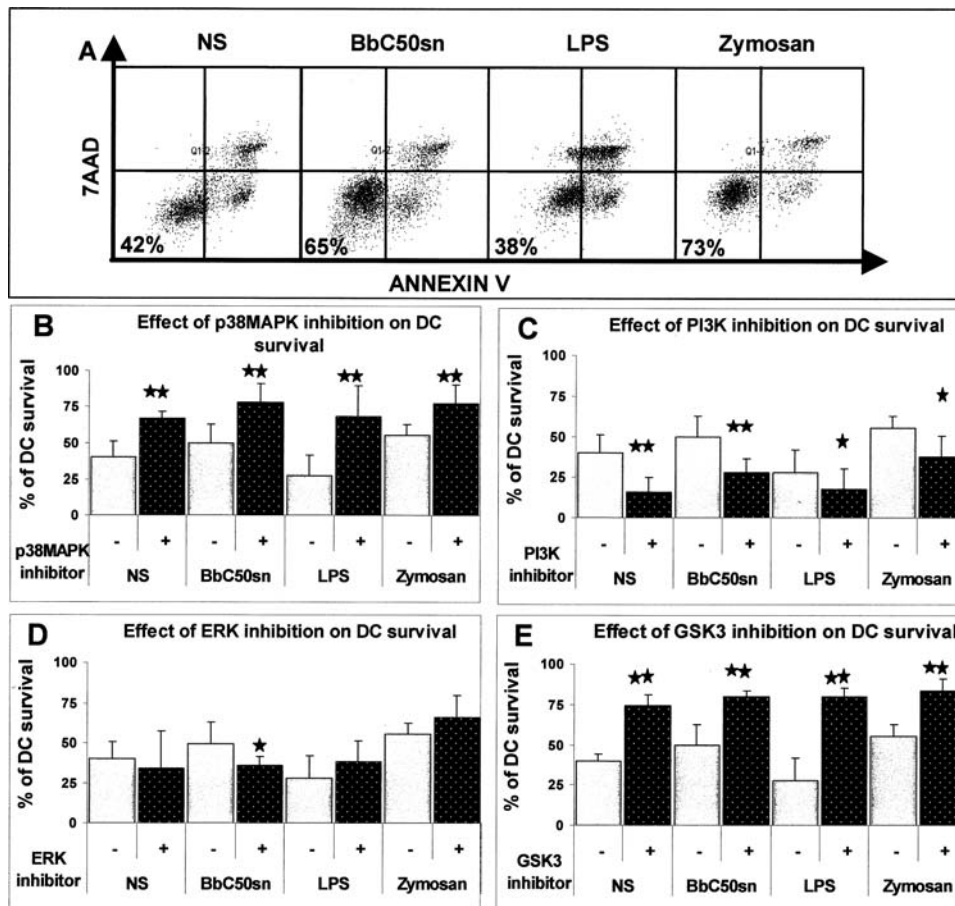 A
NS BbC50sn LPS Zymosan
7AAD
42% 65% 38% 73%
ANNEXIN V
B
Effect of p38MAPK inhibition on DC
survival
% of DC survival
100
75
50
25
0
★★ ★★ ★★ ★★
p38MAPK
inhibitor
- + - + - + - +
NS BbC50sn LPS Zymosan
C
Effect of PI3K inhibition on DC survival
% of DC survival
100
75
50
25
0
★★ ★★ ★ ★
PI3K
inhibitor
- + - + - + - +
NS BbC50sn LPS Zymosan
D
Effect of ERK inhibition on DC survival
% of DC survival
100
75
50
25
0
★
ERK
inhibitor
- + - + - + - +
NS BbC50sn LPS Zymosan
E
Effect of GSK3 inhibition on DC survival
% of DC survival
100
75
50
25
0
★★ ★★ ★★ ★★
GSK3
inhibitor
- + - + - + - +
NS BbC50sn LPS Zymosan